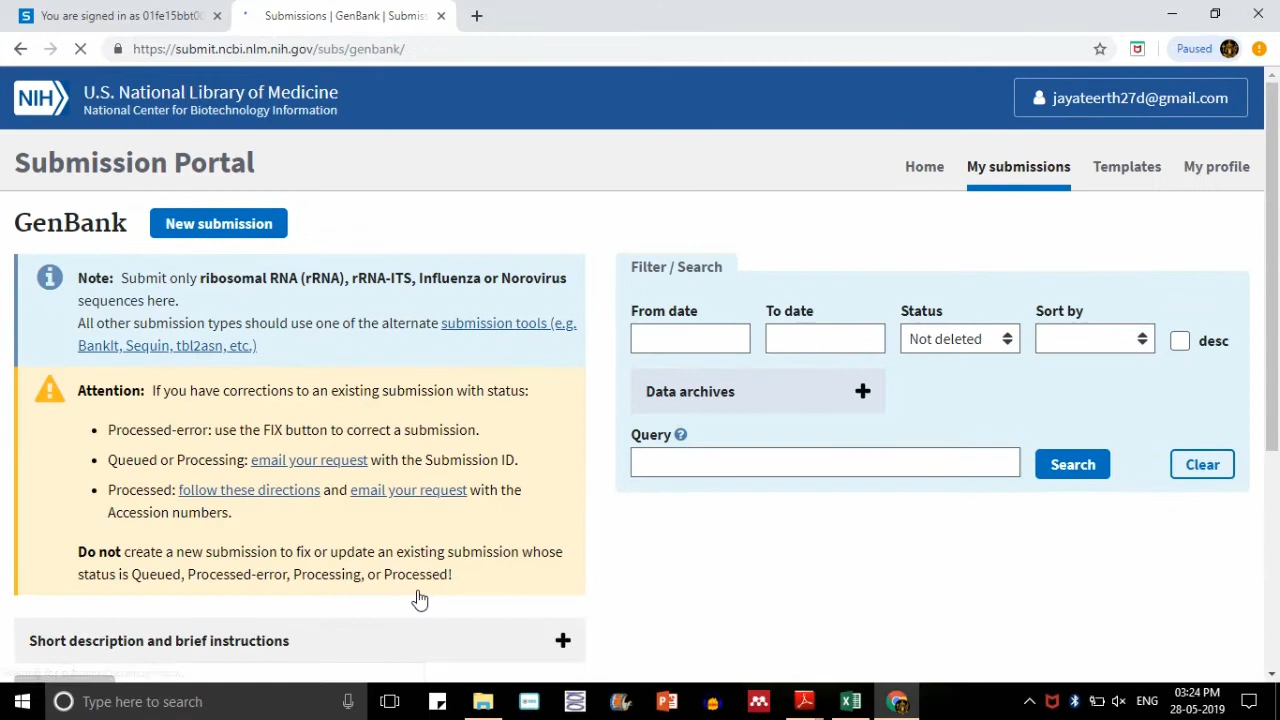 You are signed in as 01fe15bbt00
Submissions | GenBank | Submis
https://submit.ncbi.nlm.nih.gov/subs/genbank/
Paused
NIH
U.S. National Library of Medicine
National Center for Biotechnology Information
jayateerth27d@gmail.com
Submission Portal
Home
My submissions
Templates
My profile
GenBank
New submission
Note: Submit only ribosomal RNA (rRNA), rRNA-ITS, Influenza or Norovirus
sequences here.
All other submission types should use one of the alternate submission tools (e.g.
BankIt, Sequin, tbl2asn, etc.)
Attention: If you have corrections to an existing submission with status:
• Processed-error: use the FIX button to correct a submission.
• Queued or Processing: email your request with the Submission ID.
• Processed: follow these directions and email your request with the
Accession numbers.
Do not create a new submission to fix or update an existing submission whose
status is Queued, Processed-error, Processing, or Processed!
Short description and brief instructions
Filter / Search
From date
To date
Status
Sort by
Not deleted
desc
Data archives
Query
Search
Clear
Type here to search
ENG
03:24 PM
28-05-2019